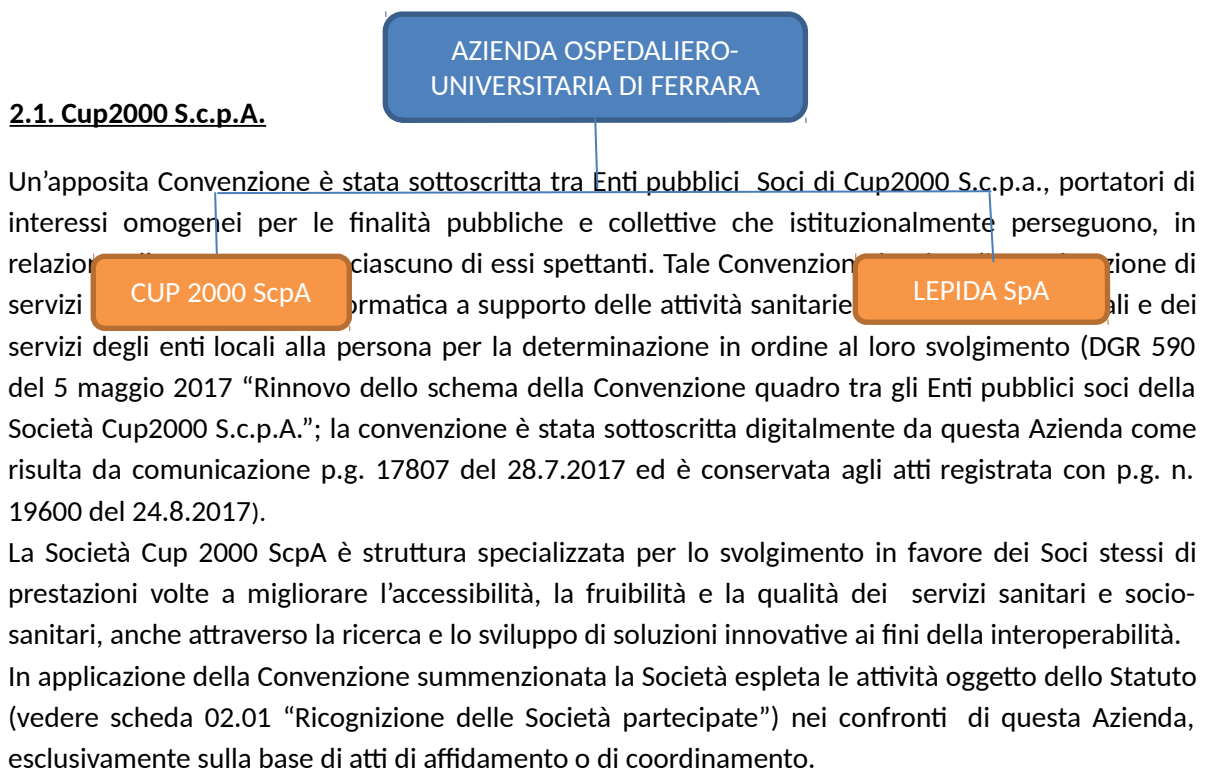 AZIENDA OSPEDALIERO-
UNIVERSITARIA DI FERRARA
2.1. Cup2000 S.c.p.A.
Un’apposita Convenzione è stata sottoscritta tra Enti pubblici  Soci di Cup2000 S.c.p.a., portatori di
interessi omogenei per le finalità pubbliche e collettive che istituzionalmente perseguono, in
ciascuno di essi spettanti. Tale di
CUP 2000 ScpA
LEPIDA SpA
servizi a supporto delle attività sanitarie e dei
servizi degli enti locali alla persona per la determinazione in ordine al loro svolgimento (DGR 590
del 5 maggio 2017 “Rinnovo dello schema della Convenzione quadro tra gli Enti pubblici soci della
Società Cup2000 S.c.p.A.”; la convenzione è stata sottoscritta digitalmente da questa Azienda come
risulta da comunicazione p.g. 17807 del 28.7.2017 ed è conservata agli atti registrata con p.g. n.
19600 del 24.8.2017).
La Società Cup 2000 ScpA è struttura specializzata per lo svolgimento in favore dei Soci stessi di
prestazioni volte a migliorare l’accessibilità, la fruibilità e la qualità dei  servizi sanitari e socio-
sanitari, anche attraverso la ricerca e lo sviluppo di soluzioni innovative ai fini della interoperabilità.
In applicazione della Convenzione summenzionata la Società espleta le attività oggetto dello Statuto
(vedere scheda 02.01 “Ricognizione delle Società partecipate”) nei confronti  di questa Azienda,
esclusivamente sulla base di atti di affidamento o di coordinamento.